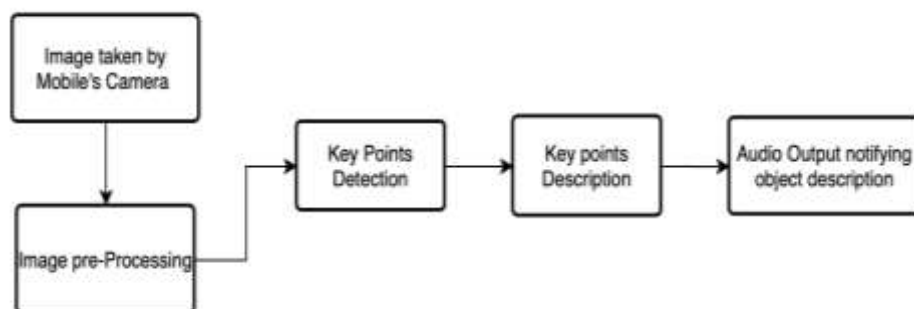 Image taken by
Mobile's Camera
Image pre-Processing
Key Points
Detection
Key points
Description
Audio Output notifying
object description